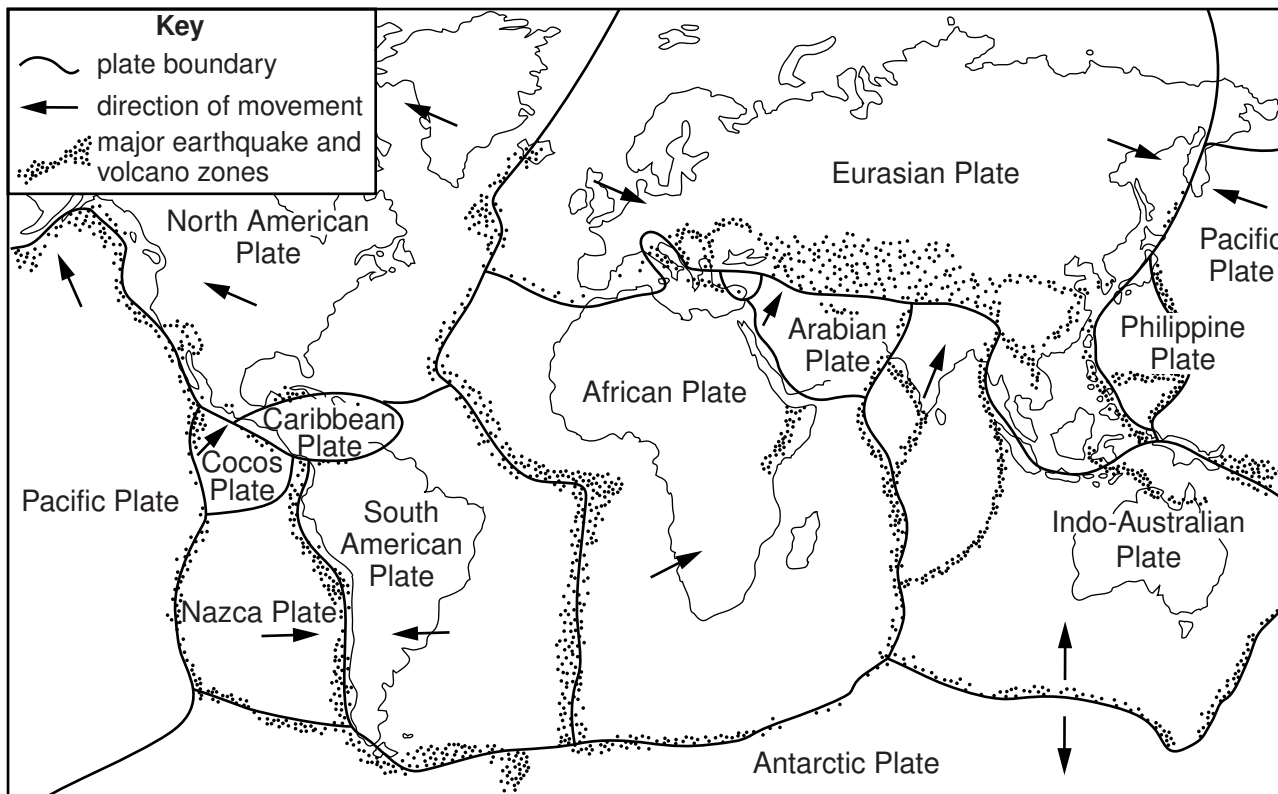 Key
plate boundary
direction of movement
major earthquake and
volcano zones
North American
Plate
Eurasian Plate
Pacific
Plate
Philippine
Plate
Arabian
Plate
African Plate
Caribbean
Plate
Cocos
Plate
Pacific Plate
South
American
Plate
Indo-Australian
Plate
Nazca Plate
Antarctic Plate